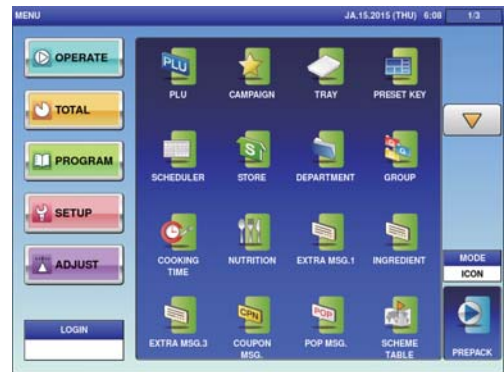 MENU
JA.15.2015 (THU) 6:08
1/3
OPERATE
TOTAL
PROGRAM
SETUP
ADJUST
LOGIN
PLU
PLU
CAMPAIGN
TRAY
PRESET KEY
SCHEDULER
S
STORE
DEPARTMENT
G
G
GROUP
COOKING
TIME
NUTRITION
EXTRA MSG.1
INGREDIENT
EXTRA MSG.3
CPN
COUPON
MSG.
POP
POP MSG.
SCHEME
TABLE
MODE
ICON
PREPACK